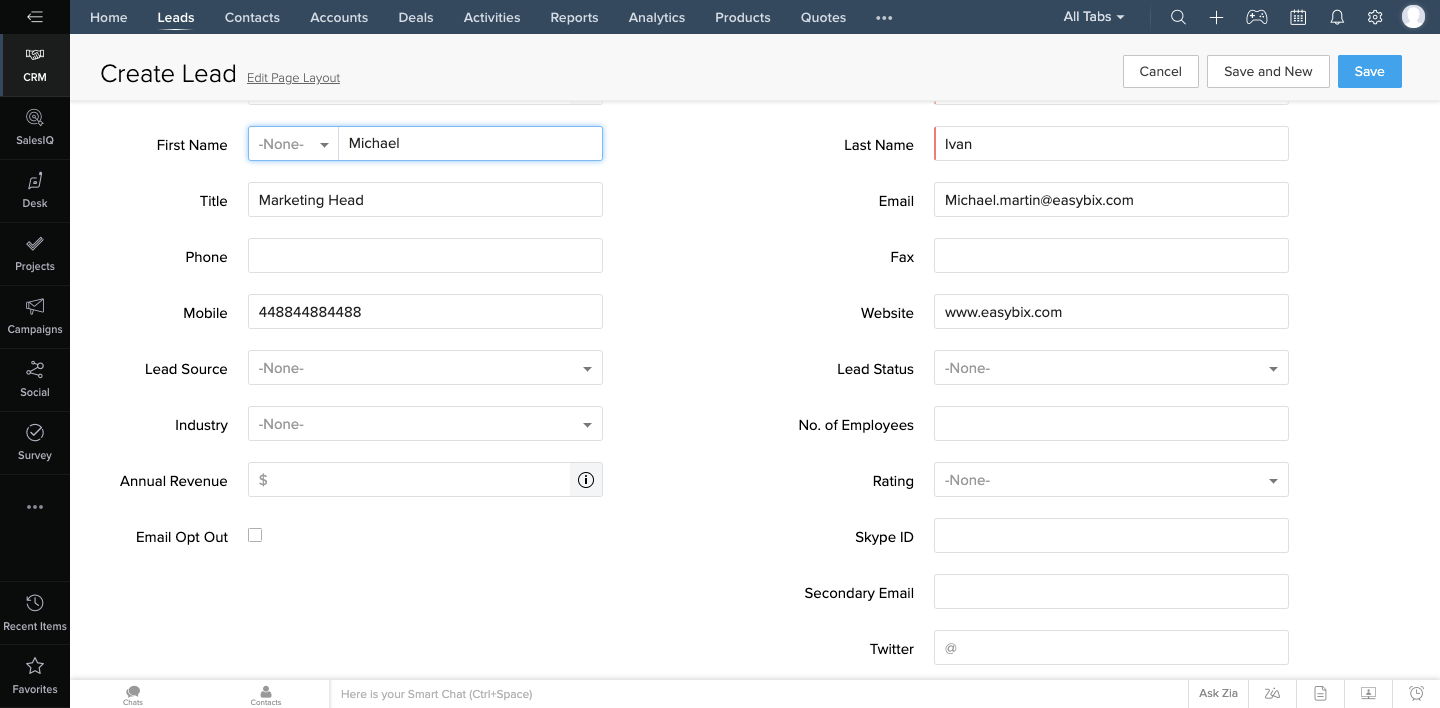 Home Leads Contacts Accounts Deals Activities Reports Analytics Products Quotes ••• All Tabs
CRM
SalesIQ
Desk
Projects
Campaigns
Social
Survey
•••
Recent Items
Favorites
Create Lead Edit Page Layout Cancel Save and New Save
First Name -None- Michael Last Name Ivan
Title Marketing Head Email Michael.martin@easybix.com
Phone Fax
Mobile 448844884488 Website www.easybix.com
Lead Source -None- Lead Status -None-
Industry -None- No. of Employees
Annual Revenue $ Rating -None-
Email Opt Out Skype ID
Secondary Email
Twitter @
Chats Contacts Here is your Smart Chat (Ctrl+Space) Ask Zia